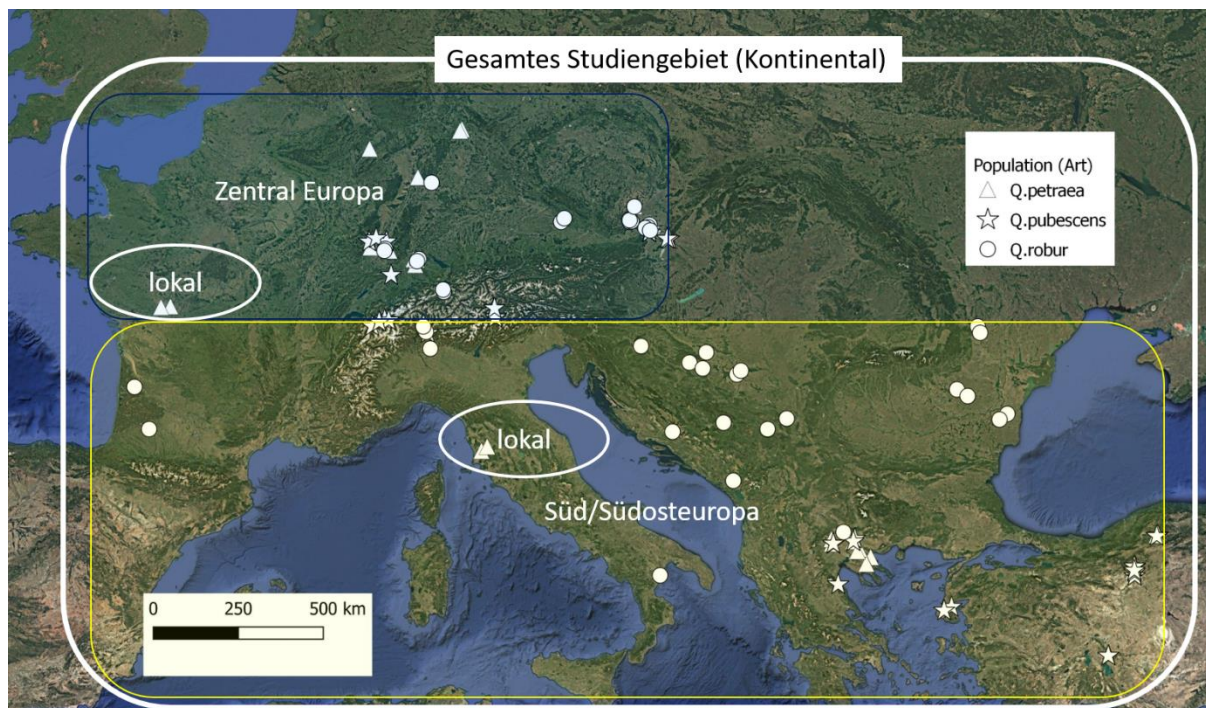 Gesamtes Studiengebiet (Kontinental)
Population (Art)
Q.petraea
Q.pubescens
Q.robur
Zentral Europa
lokal
lokal
Süd/Südosteuropa
0 250 500 km